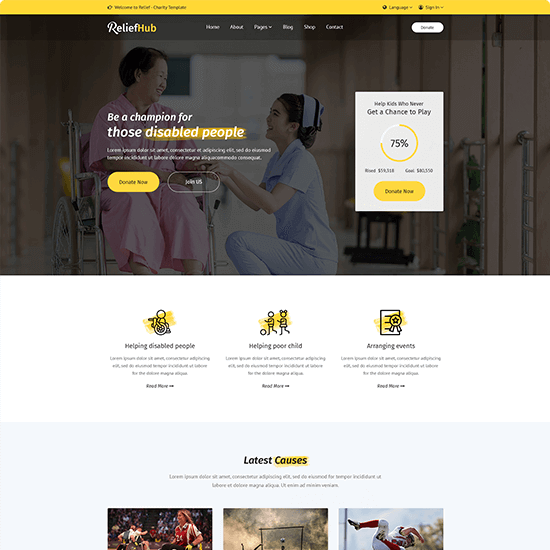 Welcome to Relief - Charity Template
Language
Sign In
ReliefHub
Home About Pages Blog Shop Contact
Donate
Be a champion for
those disabled people
Lorem ipsum dolor sit amet, consectetur et adipiscing elit, sed eiusmod
tempor incididunt ut labore dolore magna aliquacommodo consequat.
Donate Now
Join US
Help Kids Who Never
Get a Chance to Play
75%
$59,918 Goal: $80,550
Donate Now
Helping disabled people
Lorem ipsum dolor sit amet, consectetur adipiscing
elit, sed do eiusmod tempor incididunt ut labore et
for the dolore magna aliqua.
Read More
Helping poor child
Lorem ipsum dolor sit amet, consectetur adipiscing
elit, sed do eiusmod tempor incididunt ut labore et
for the dolore magna aliqua.
Read More
Arranging events
Lorem ipsum dolor sit amet, consectetur adipiscing
elit, sed do eiusmod tempor incididunt ut labore et
for the dolore magna aliqua.
Read More
Latest Causes
Lorem ipsum dolor sit amet, consectetur adipiscing elit, sed do eiusmod tempor incididunt ut
labore et dolore magna aliqua. Ut enim ad minim veniam.